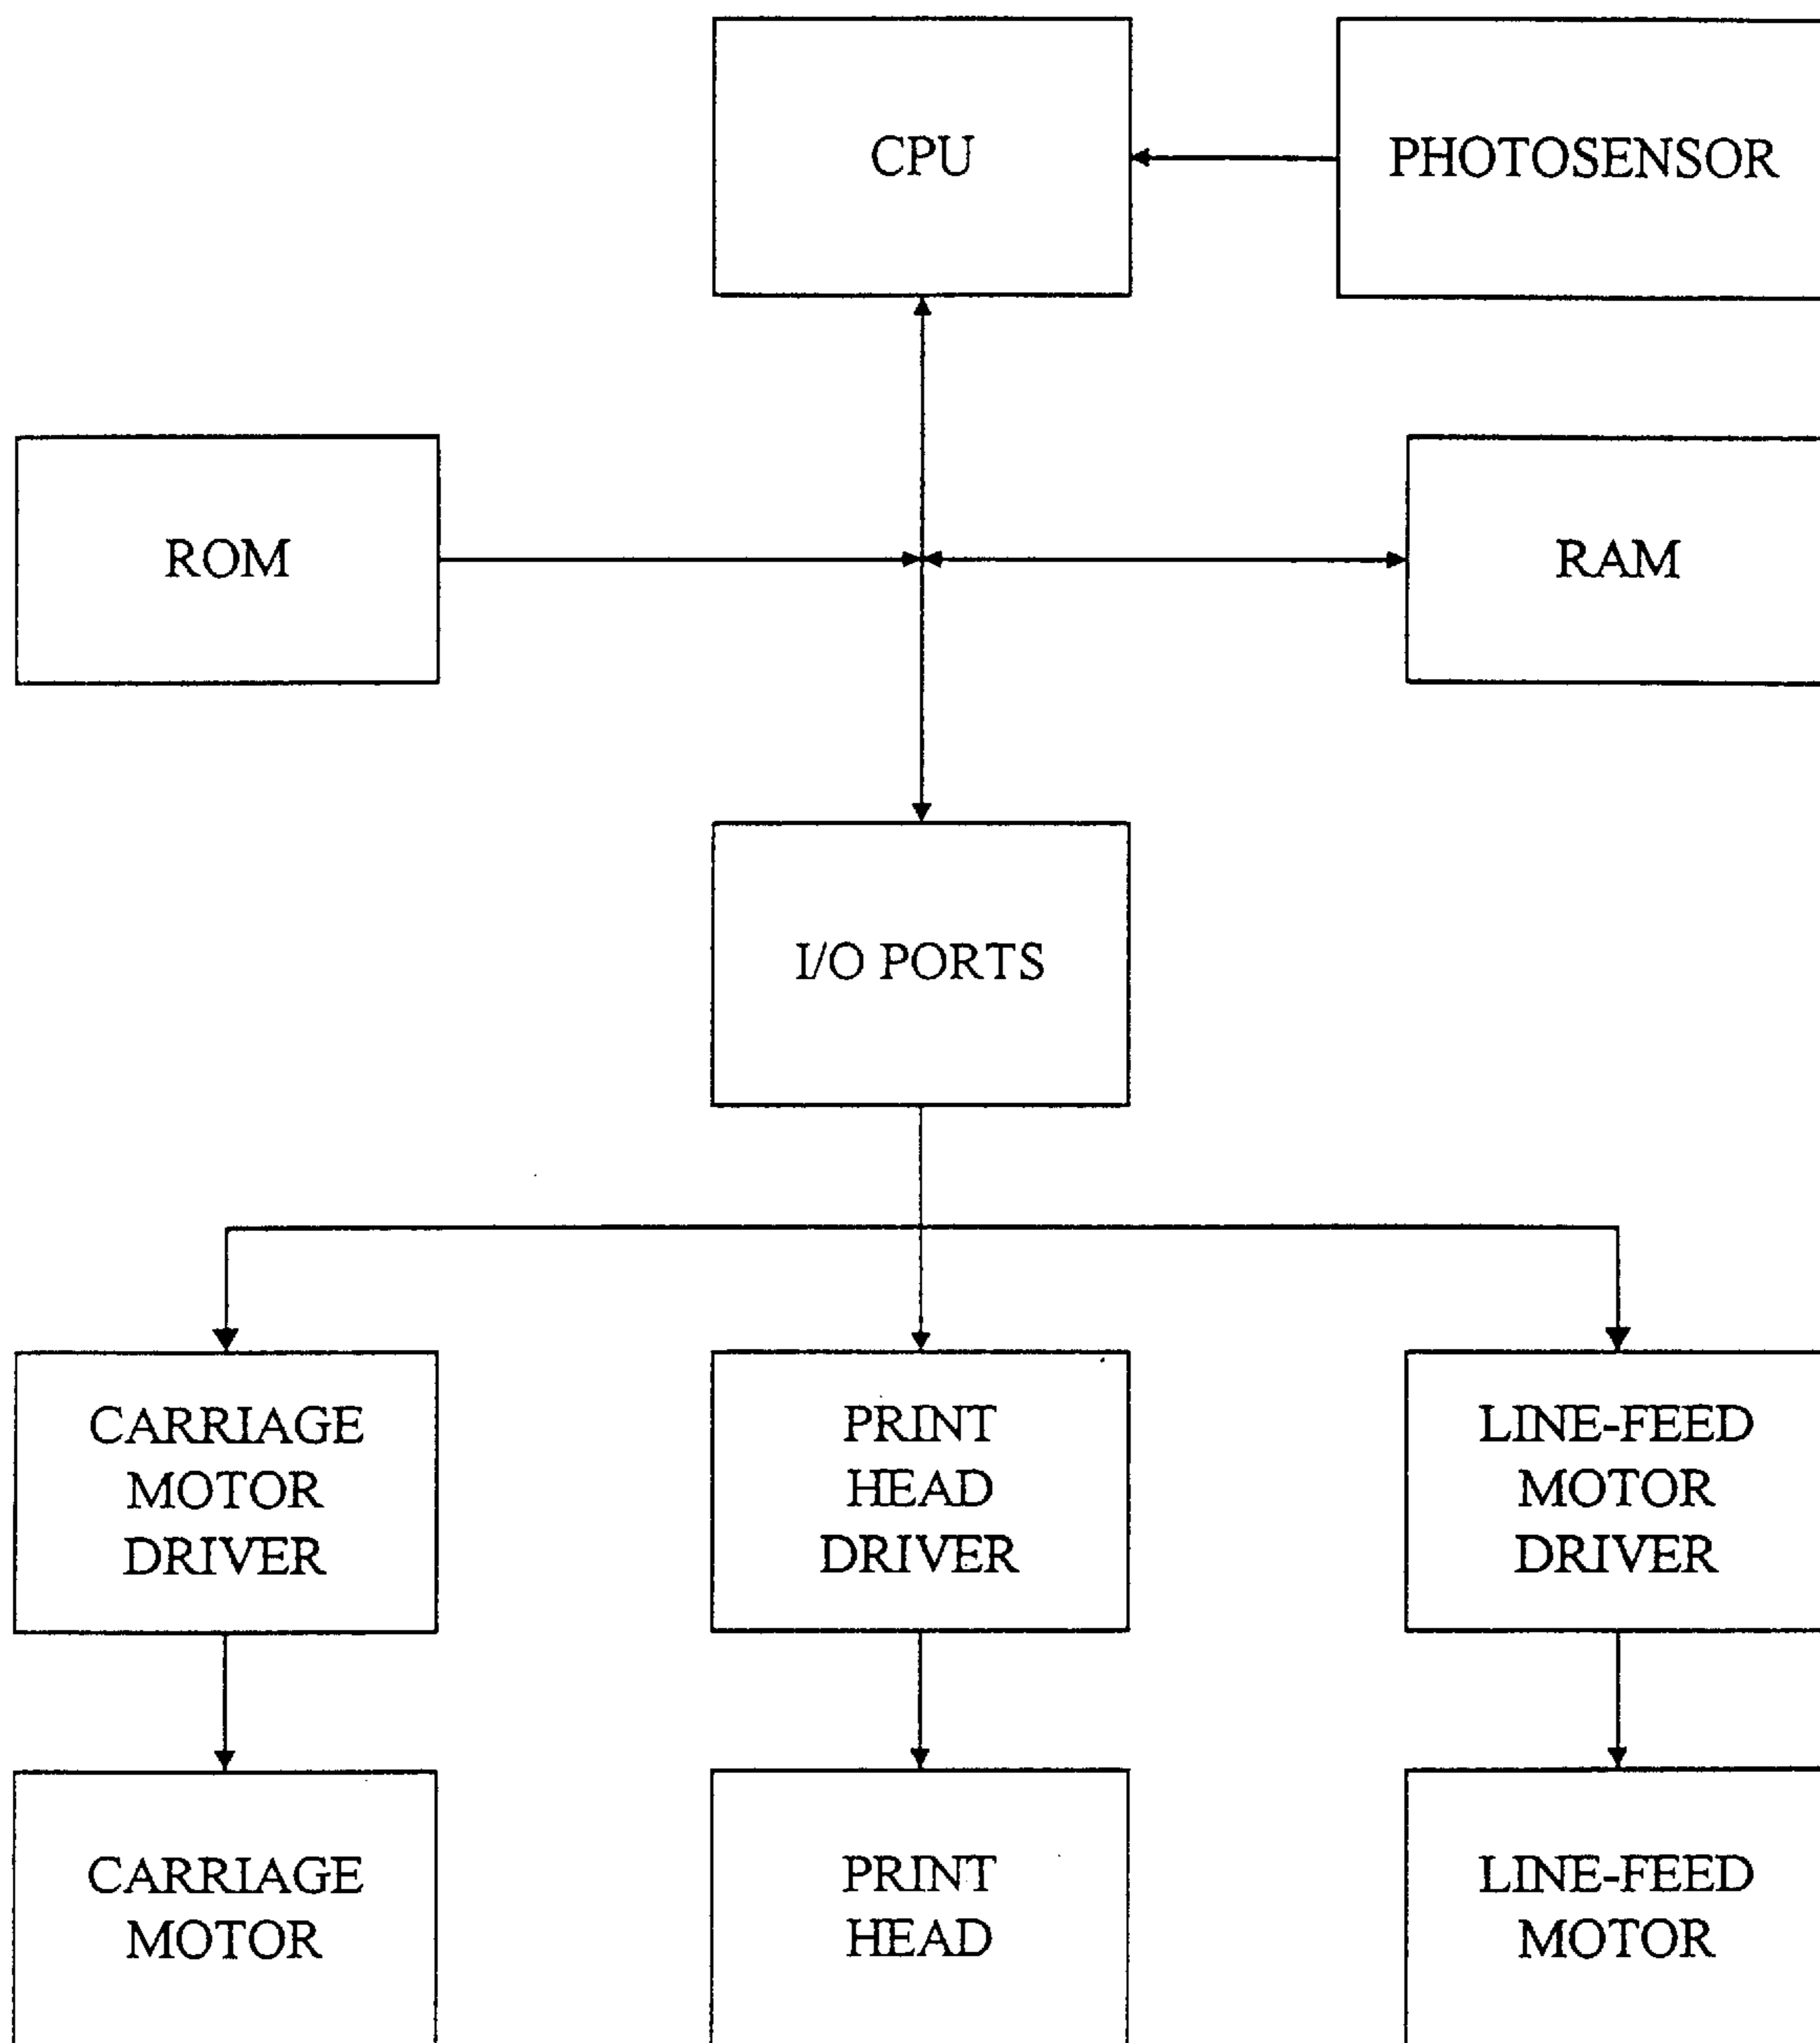 CPU
PHOTOSENSOR
ROM
RAM
I/O PORTS
CARRIAGE
MOTOR
DRIVER
PRINT
HEAD
DRIVER
LINE-FEED
MOTOR
DRIVER
CARRIAGE
MOTOR
PRINT
HEAD
LINE-FEED
MOTOR